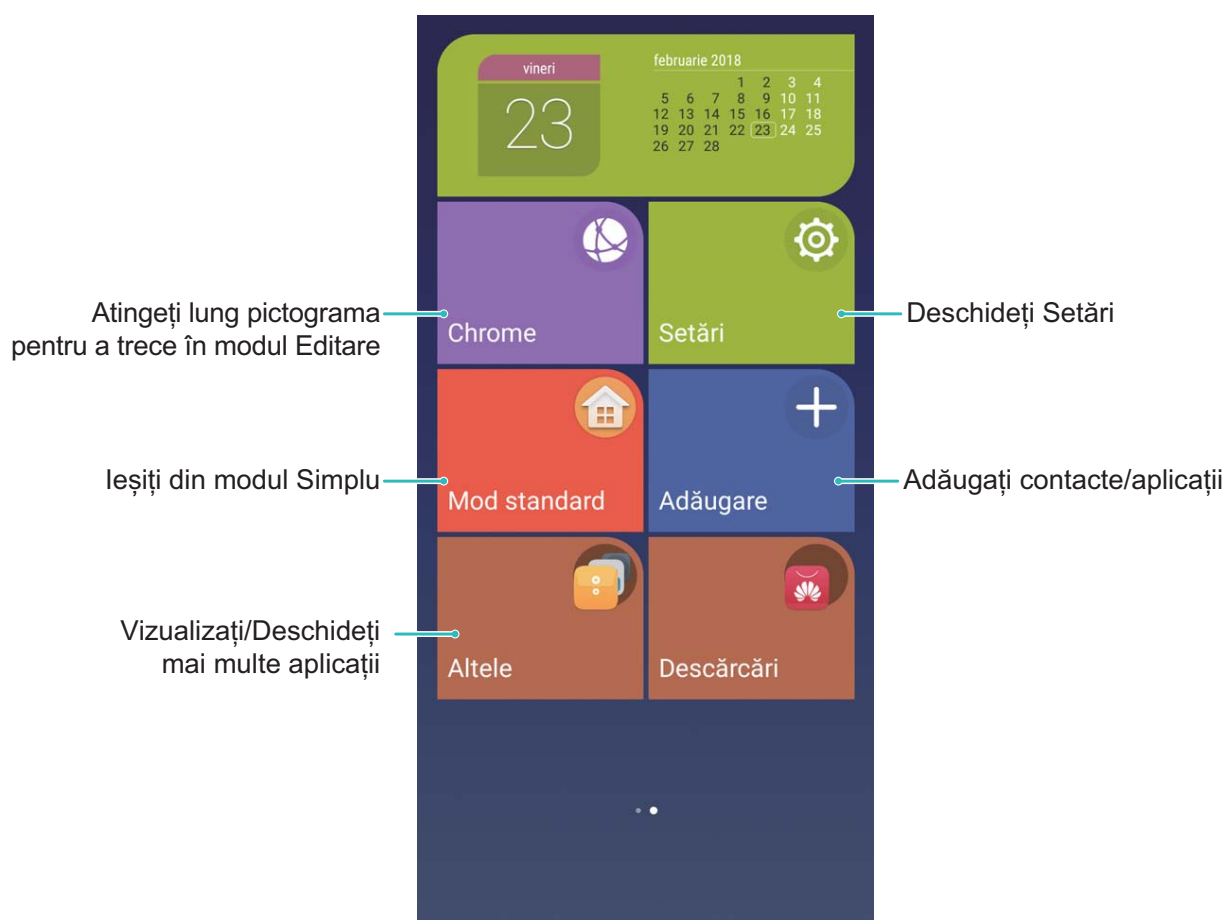 vineri
23
februarie 2018
1 2 3 4
5 6 7 8 9 10 11
12 13 14 15 16 17 18
19 20 21 22 23 24 25
26 27 28
Atingeți lung pictograma
pentru a trece în modul Editare
Chrome
Setări
Deschideți Setări
Ieșiți din modul Simplu
Mod standard
Adăugare
Adăugați contacte/aplicații
Vizualizați/Deschideți
mai multe aplicații
Altele
Descărcări